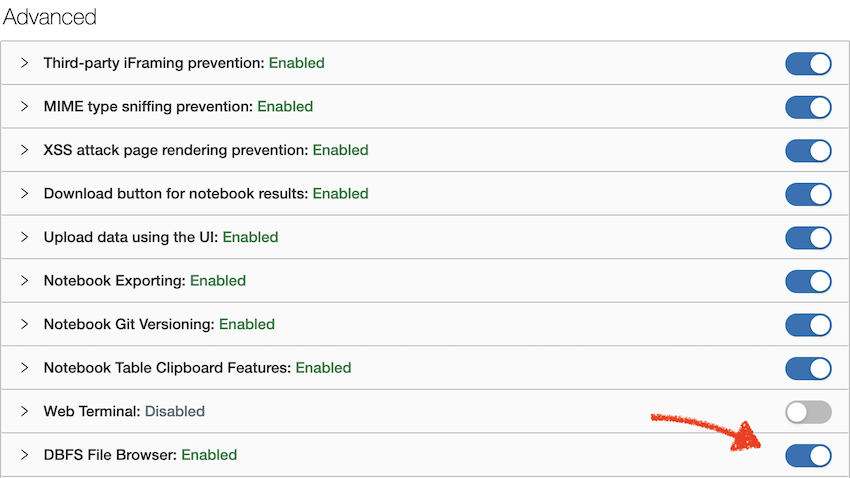 Advanced
Third-party iFraming prevention: Enabled
MIME type sniffing prevention: Enabled
XSS attack page rendering prevention: Enabled
Download button for notebook results: Enabled
Upload data using the UI: Enabled
Notebook Exporting: Enabled
Notebook Git Versioning: Enabled
Notebook Table Clipboard Features: Enabled
Web Terminal: Disabled
DBFS File Browser: Enabled